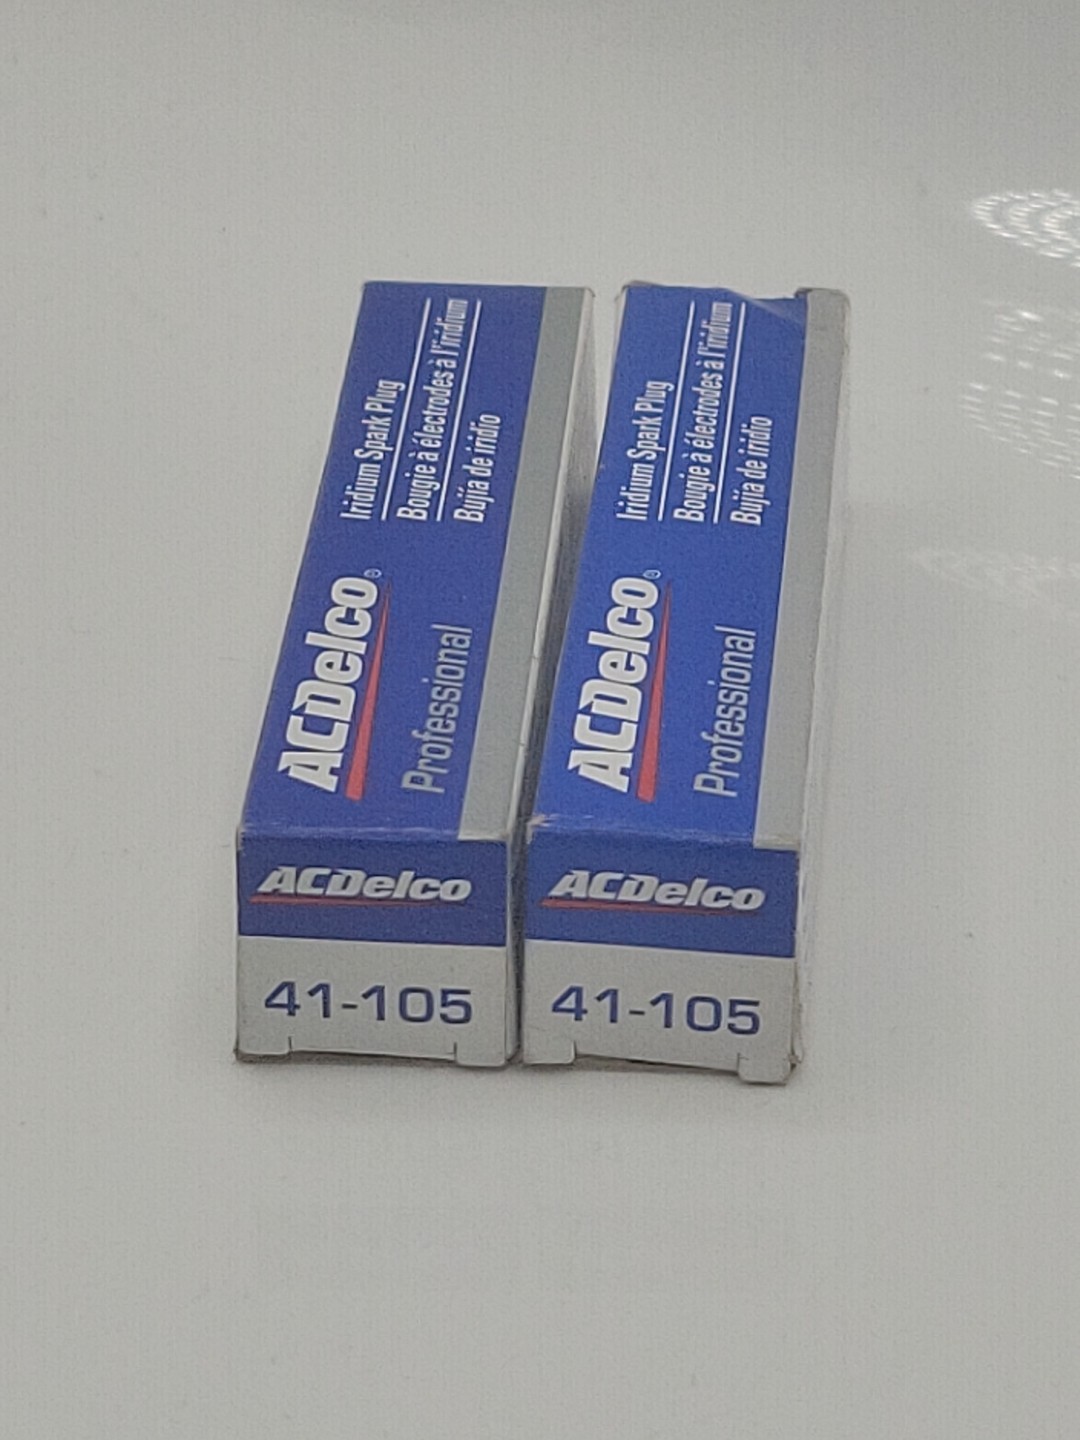 Iridium Spark Plug
Bougie à électrodes à l'iridium
Bujía de iridio
ACDelco®
Professional
ACDelco
41-105
Iridium Spark Plug
Bougie à électrodes à l'iridium
Bujía de iridio
ACDelco®
Professional
ACDelco
41-105